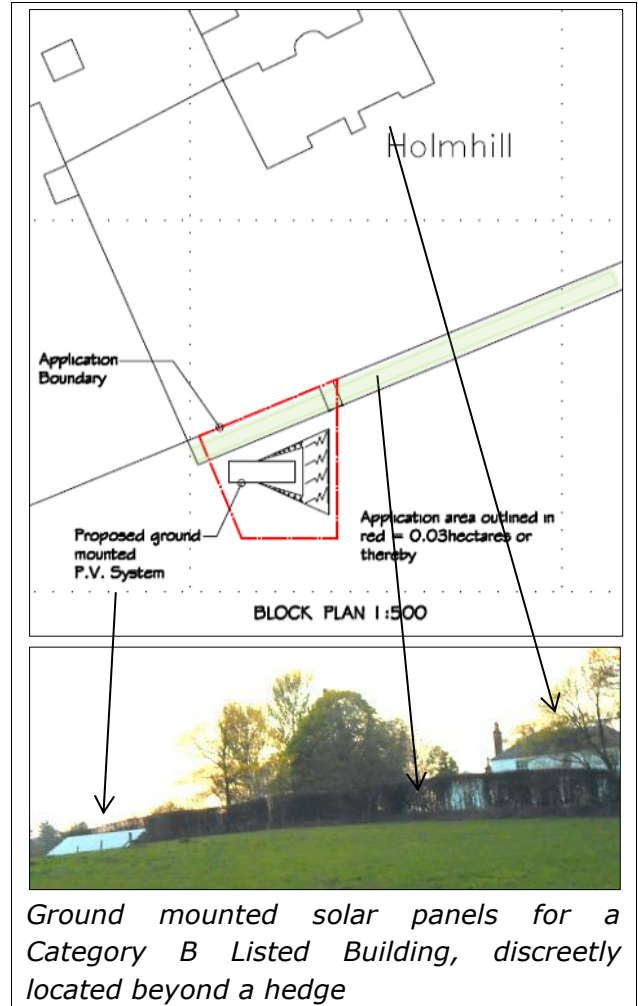 Holmhill
Application
Boundary
Proposed ground
mounted
P.V. System
Application area outlined in
red = 0.03hectares or
thereby
BLOCK PLAN 1:500
Ground mounted solar panels for a
Category B Listed Building, discreetly
located beyond a hedge